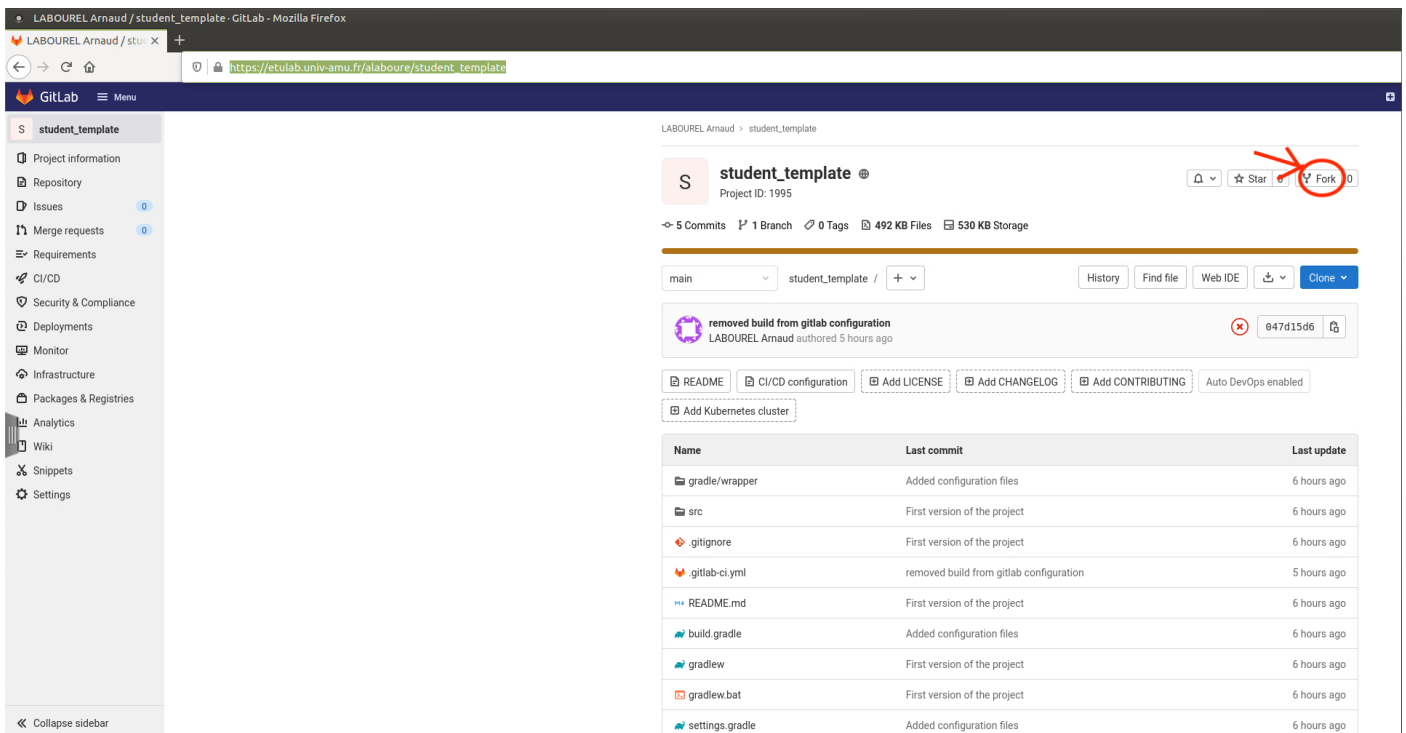 LABOUREL Arnaud / student_template · GitLab - Mozilla Firefox
LABOUREL Arnaud / stu
https://etulab.univ-amu.fr/alaboure/student_template
GitLab Menu
S student_template
Project information
Repository
Issues 0
Merge requests 0
Requirements
CI/CD
Security & Compliance
Deployments
Monitor
Infrastructure
Packages & Registries
Analytics
Wiki
Snippets
Settings
Collapse sidebar
LABOUREL Arnaud > student_template
S
student_template
Project ID: 1995
Star 0 Fork 0
5 Commits 1 Branch 0 Tags 492 KB Files 530 KB Storage
main student_template / + History Find file Web IDE Clone
removed build from gitlab configuration
LABOUREL Arnaud authored 5 hours ago
047d15d6
README CI/CD configuration Add LICENSE Add CHANGELOG Add CONTRIBUTING Auto DevOps enabled
Add Kubernetes cluster
Name Last commit Last update
gradle/wrapper Added configuration files 6 hours ago
src First version of the project 6 hours ago
.gitignore First version of the project 6 hours ago
.gitlab-ci.yml removed build from gitlab configuration 5 hours ago
README.md First version of the project 6 hours ago
build.gradle Added configuration files 6 hours ago
gradlew First version of the project 6 hours ago
gradlew.bat First version of the project 6 hours ago
settings.gradle Added configuration files 6 hours ago